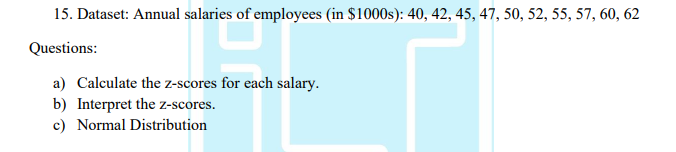 15. Dataset: Annual salaries of employees (in $1000s): 40, 42, 45, 47, 50, 52, 55, 57, 60, 62
Questions:
a) Calculate the z-scores for each salary.
b) Interpret the z-scores.
c) Normal Distribution